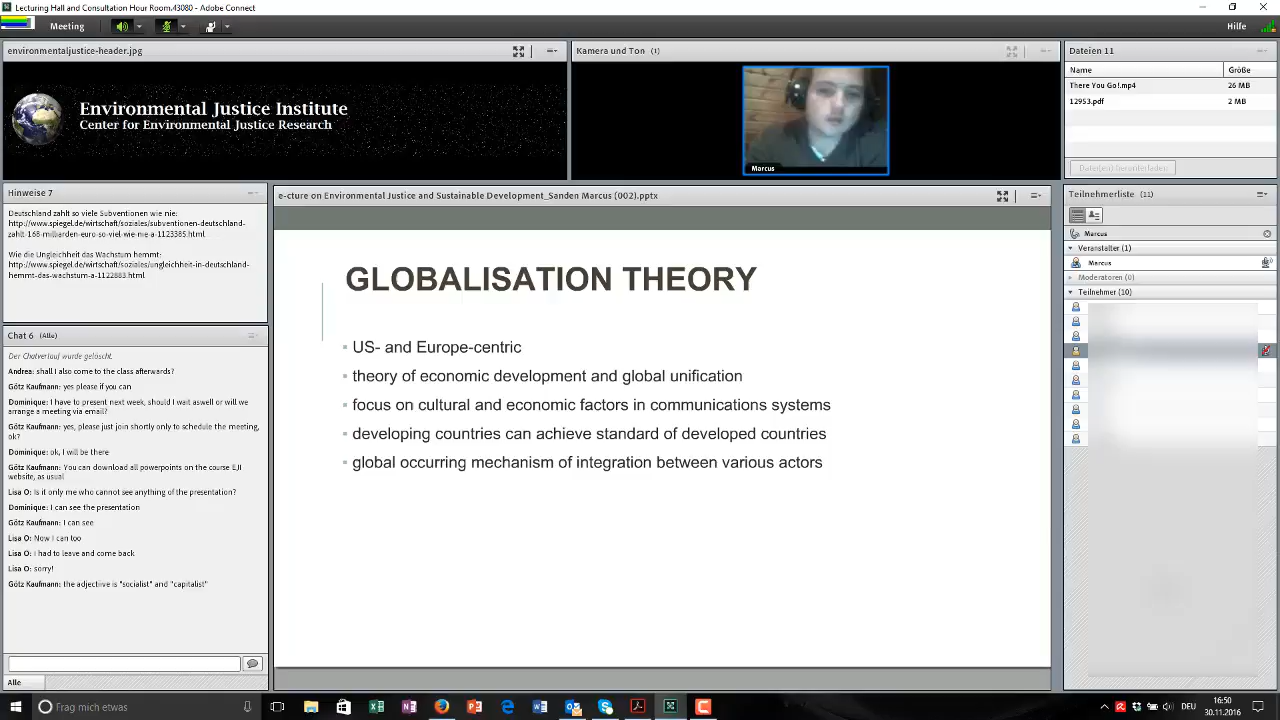 Lecturing Hall and Consultation Hour Room,43080 - Adobe Connect
Meeting
Hilfe
environmentaljustice-header.jpg
Environmental Justice Institute
Center for Environmental Justice Research
Kamera und Ton (1)
Marcus
Dateien 11
Name Größe
There You Go!.mp4 26 MB
12953.pdf 2 MB
Datei(en) herunterladen
Hinweise 7
Deutschland zahlt so viele Subventionen wie nie:
http://www.spiegel.de/wirtschaft/soziales/subventionen-deutschland-
zahlt-168-milliarden-euro-so-viel-wie-nie-a-1123385.html
Wie die Ungleichheit das Wachstum hemmt:
http://www.spiegel.de/wirtschaft/soziales/ungleichheit-in-deutschland-
hemmt-das-wachstum-a-1122883.html
Chat 6 (Alle)
Der Chatverlauf wurde gelöscht.
Andrea: shall I also come to the class afterwards?
Götz Kaufmann: yes please if you can
Dominique: I have to present next week, should I wait aswell or will we
arrange a meeting via email?
Götz Kaufmann: yes, please just join shortly only to schedule the meeting,
ok?
Dominique: ok, I will be there
Götz Kaufmann: You can download all powerpoints on the course EJI
website, as usual
Lisa O: Is it only me who cannot see anything of the presentation?
Dominique: I can see the presentation
Götz Kaufmann: I can see
Lisa O: Now I can too
Lisa O: i had to leave and come back
Lisa O: sorry!
Götz Kaufmann: the adjectiive is "socialist" and "capitalist"
Alle
e-cture on Environmental Justice and Sustainable Development_Sanden Marcus (002).pptx
GLOBALISATION THEORY
US- and Europe-centric
theory of economic development and global unification
focus on cultural and economic factors in communications systems
developing countries can achieve standard of developed countries
global occurring mechanism of integration between various actors
Teilnehmerliste (11)
Marcus
Veranstalter (1)
Marcus
Moderatoren (0)
Teilnehmer (10)
Frag mich etwas
16:50
30.11.2016